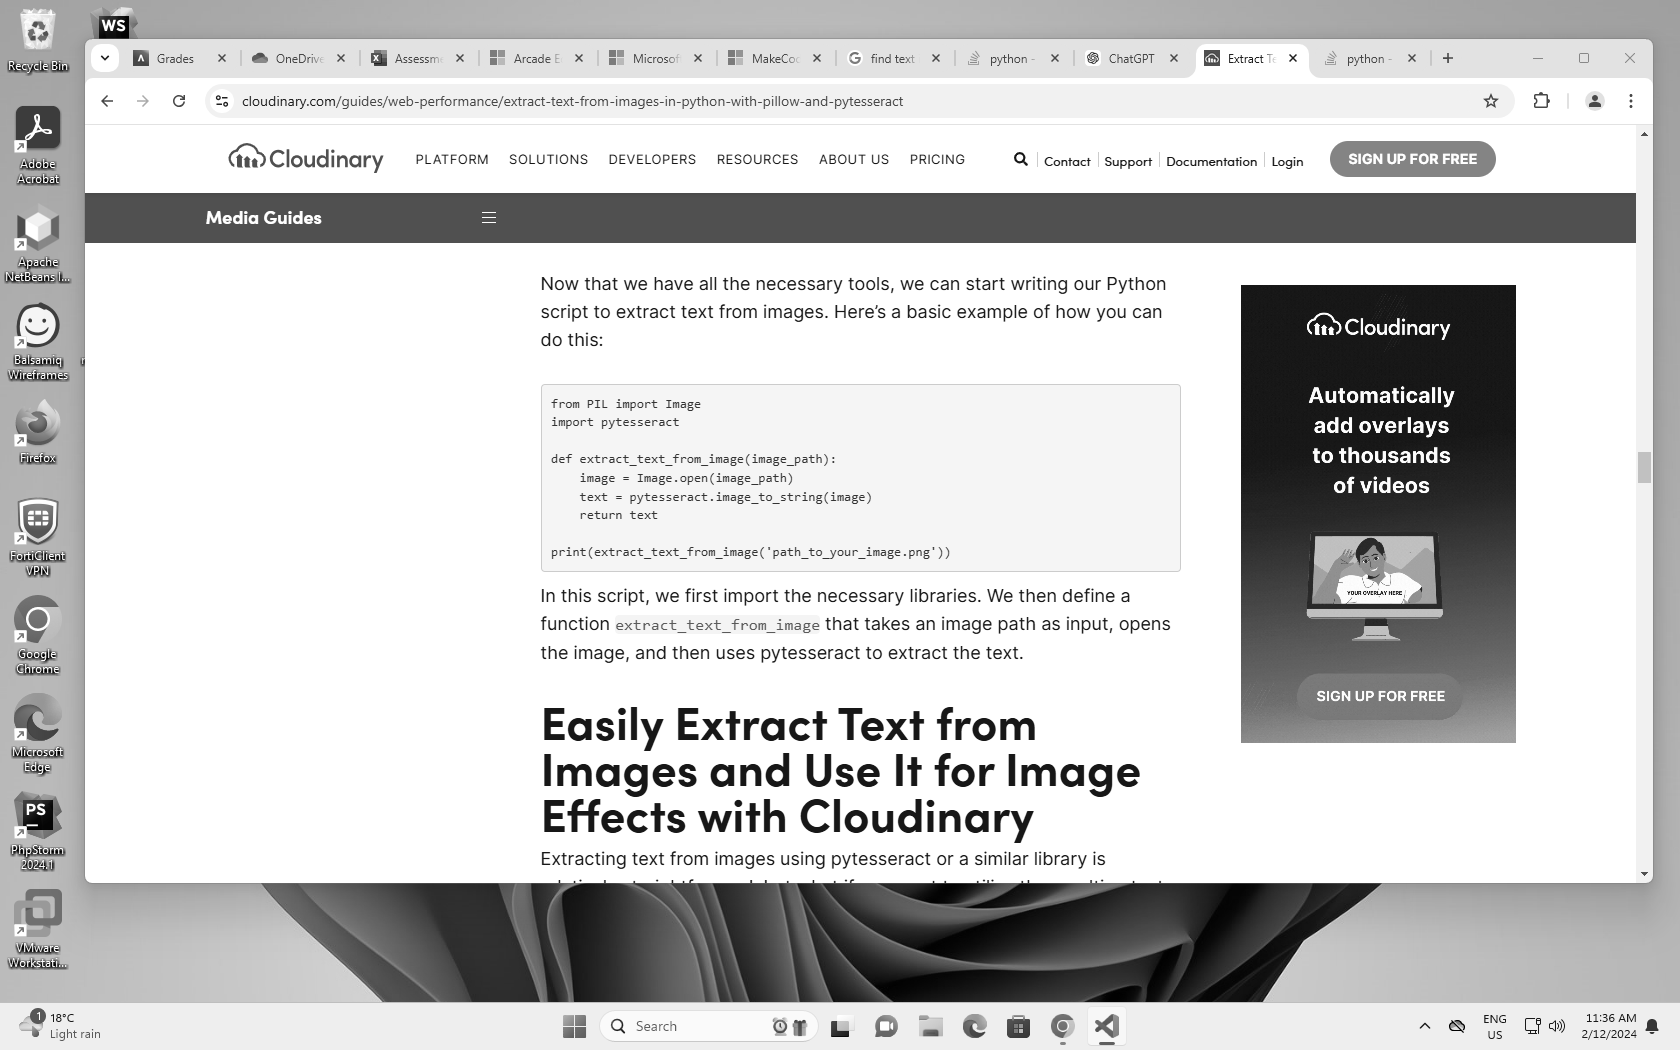 Recycle Bin
WS
Adobe
Acrobat
Apache
NetBeans I...
Balsamiq
Wireframes
Firefox
FortiClient
VPN
Google
Chrome
Microsoft
Edge
PS
PhpStorm
2024.1
VMware
Workstati...
Grades
OneDrive
Assessm
Arcade E
Microsof
MakeCo
find text
python -
ChatGPT
Extract Te
python -
cloudinary.com/guides/web-performance/extract-text-from-images-in-python-with-pillow-and-pytesseract
Cloudinary
PLATFORM
SOLUTIONS
DEVELOPERS
RESOURCES
ABOUT US
PRICING
Contact
Support
Documentation
Login
SIGN UP FOR FREE
Media Guides
Now that we have all the necessary tools, we can start writing our Python
script to extract text from images. Here’s a basic example of how you can
do this:
from PIL import Image
import pytesseract
def extract_text_from_image(image_path):
    image = Image.open(image_path)
    text = pytesseract.image_to_string(image)
    return text
print(extract_text_from_image('path_to_your_image.png'))
In this script, we first import the necessary libraries. We then define a
function extract_text_from_image that takes an image path as input, opens
the image, and then uses pytesseract to extract the text.
Easily Extract Text from
Images and Use It for Image
Effects with Cloudinary
Extracting text from images using pytesseract or a similar library is
Cloudinary
Automatically
add overlays
to thousands
of videos
YOUR OVERLAY HERE
SIGN UP FOR FREE
1
18°C
Light rain
Search
ENG
US
11:36 AM
2/12/2024